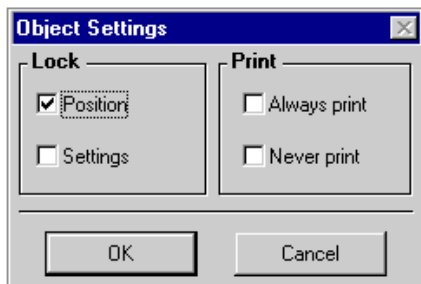 Object Settings
Lock
Print
Position
Always print
Settings
Never print
OK
Cancel